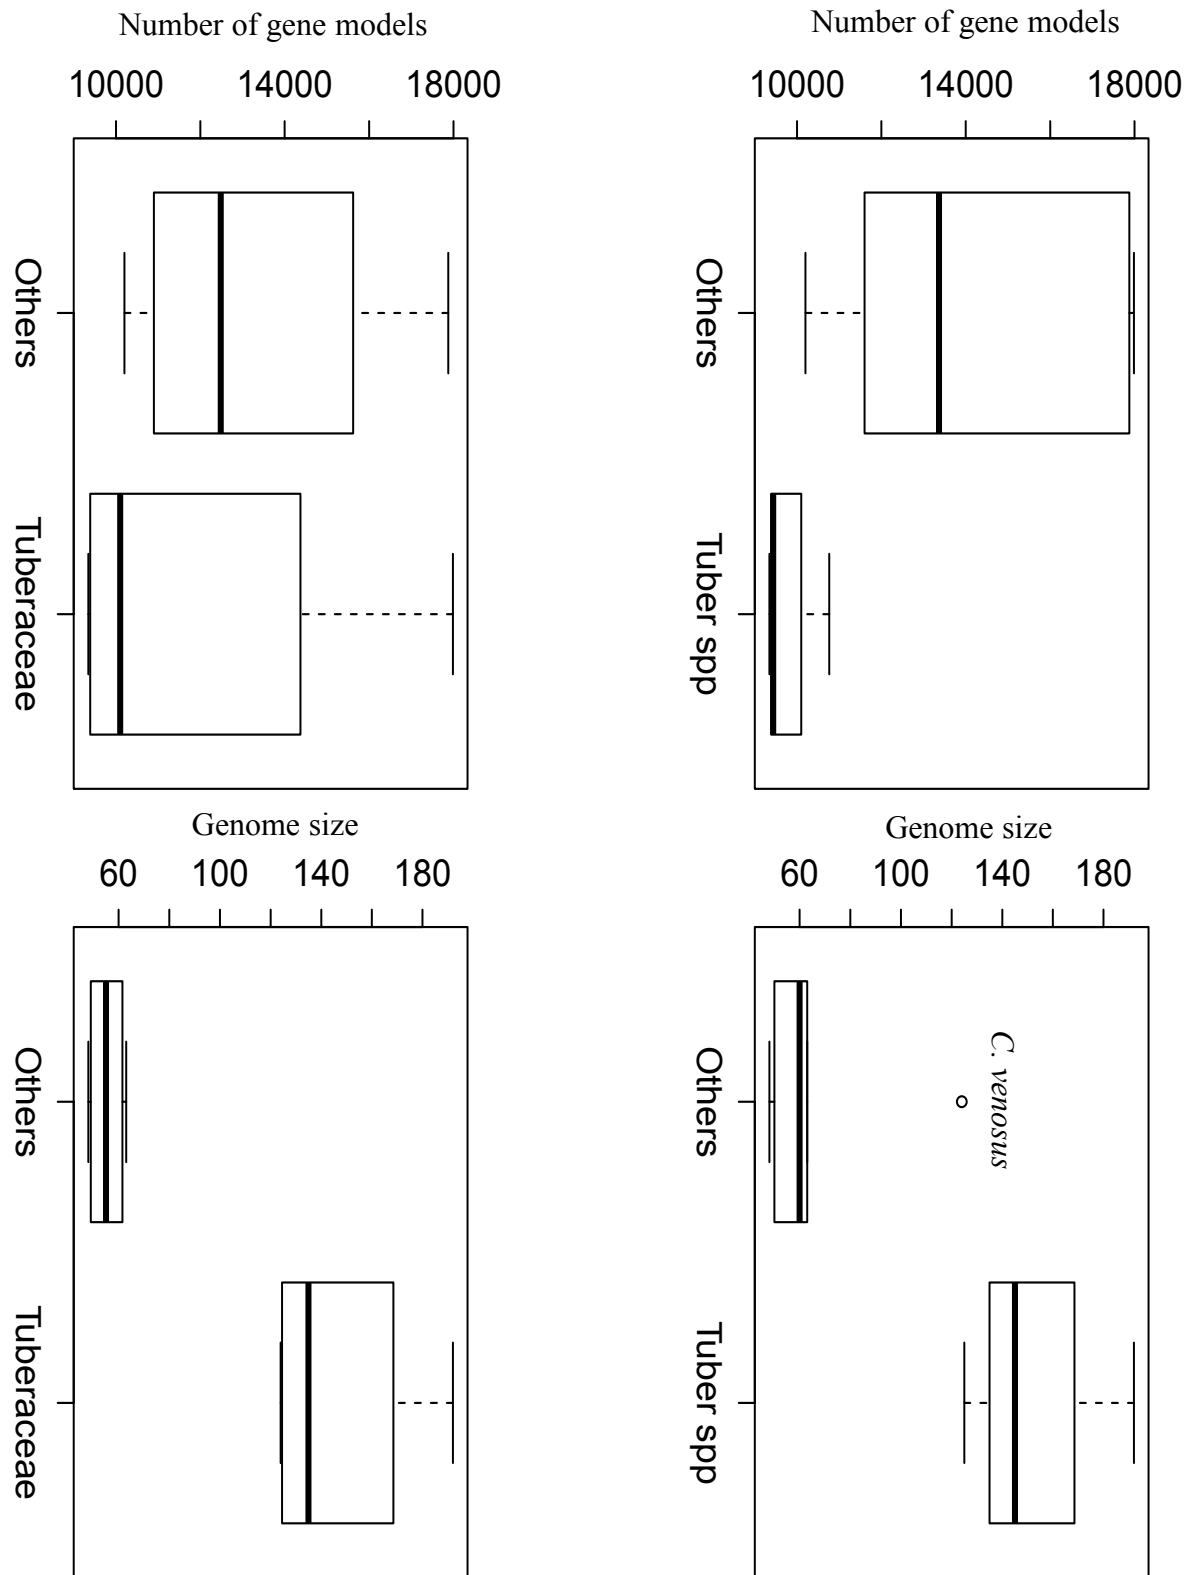 Number of gene models
10000 14000 18000
Others
Tuberaceae
Number of gene models
10000 14000 18000
Others
Tuber spp
Genome size
60 100 140 180
Others
Tuberaceae
Genome size
60 100 140 180
C. venosus
Others
Tuber spp